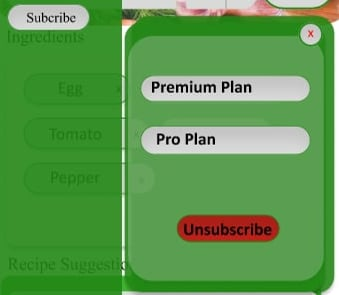 Subcribe
X
Ingredients
Premium Plan
Egg x
Pro Plan
Tomato x
Pepper x
Unsubscribe
Recipe Suggestio